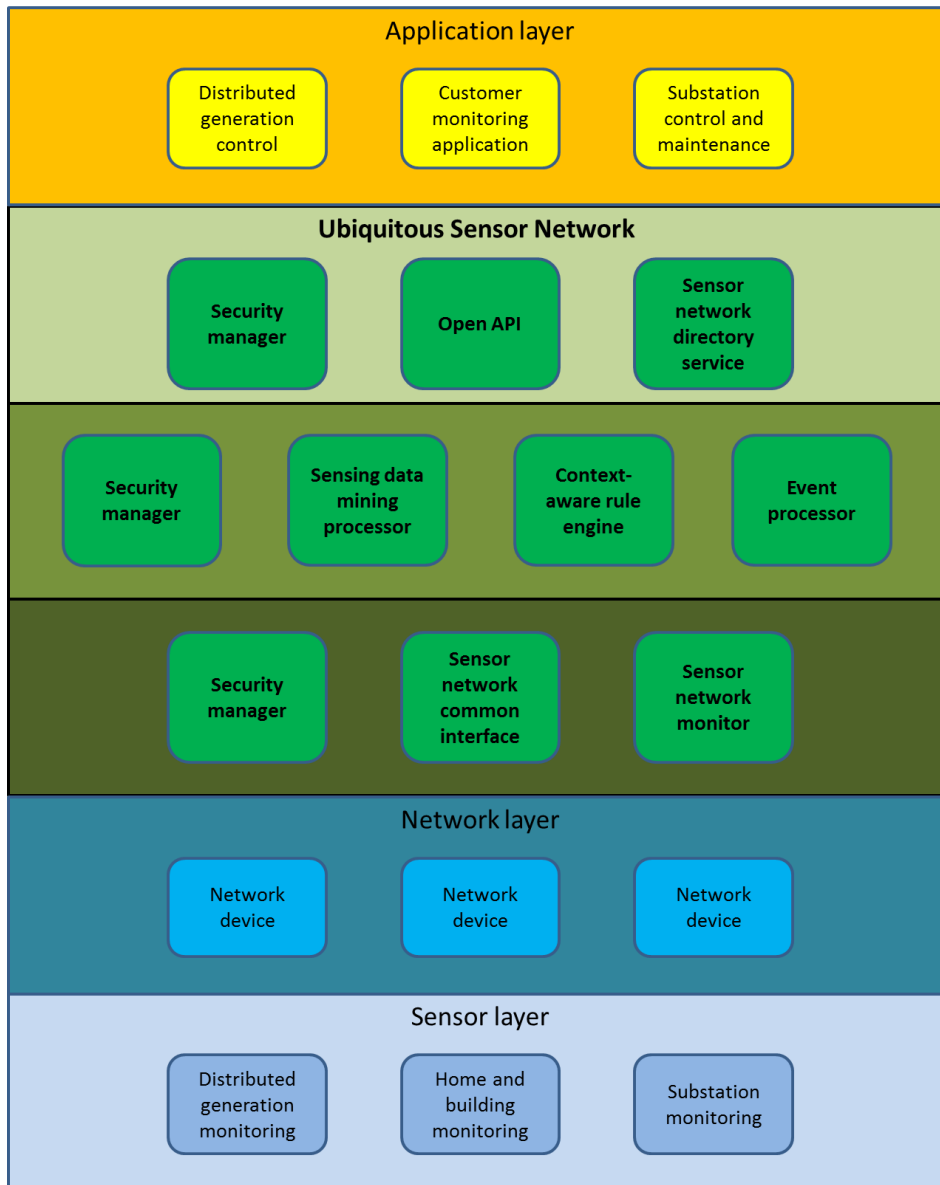 Application layer
Distributed
generation
control
Customer
monitoring
application
Substation
control and
maintenance
Ubiquitous Sensor Network
Security
manager
Open API
Sensor
network
directory
service
Security
manager
Sensing data
mining
processor
Context-
aware rule
engine
Event
processor
Security
manager
Sensor
network
common
interface
Sensor
network
monitor
Network layer
Network
device
Network
device
Network
device
Sensor layer
Distributed
generation
monitoring
Home and
building
monitoring
Substation
monitoring